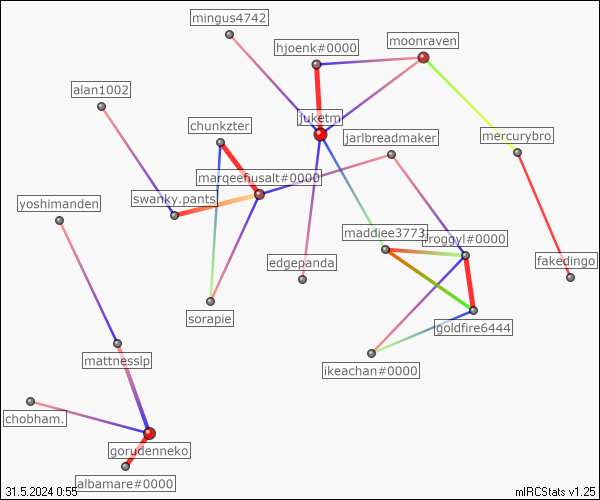 mingus4742
hjoenk#0000
moonraven
alan1002
juketm
chunkzter
jarlbreadmaker
mercurybro
marqeefiusalt#0000
swanky.pants
yoshimanden
maddiee3773
froggyl#0000
edgepanda
fakedingo
sorapie
goldfire6444
mattnesslp
ikeachan#0000
chobham.
gorudenneko
albamare#0000
31.5.2024 0:55
mIRCStats v1.25